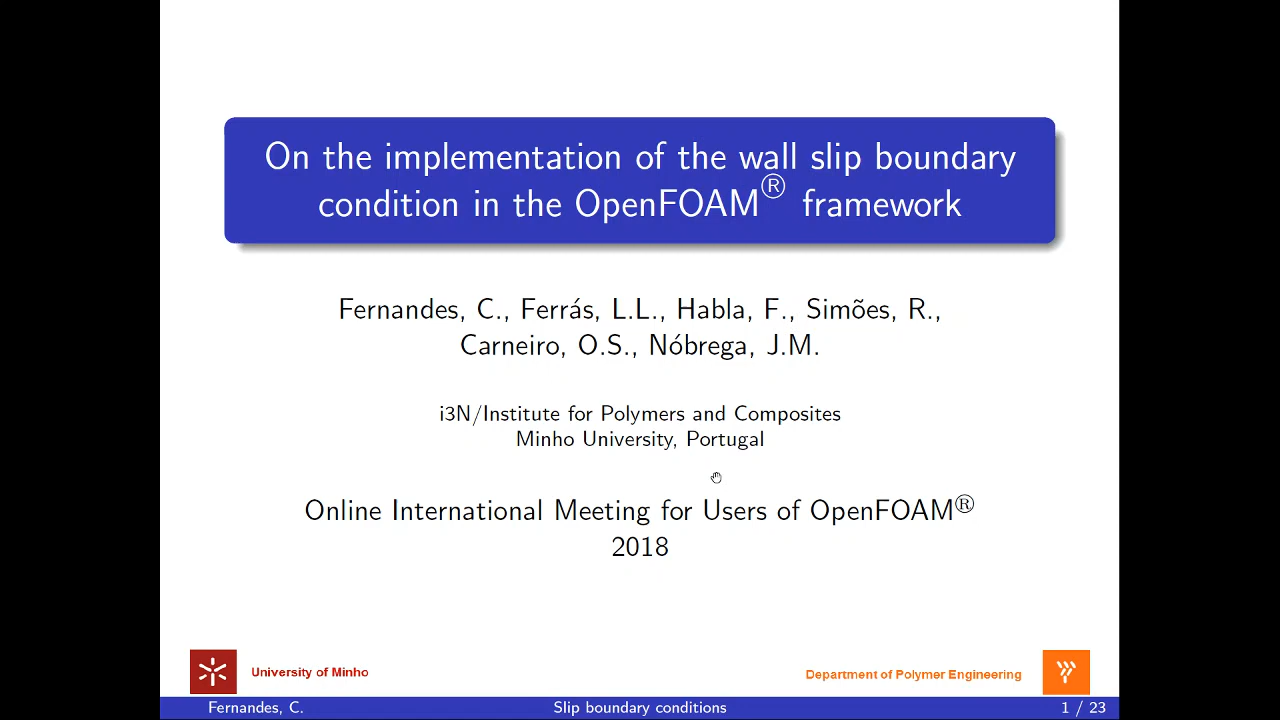 On the implementation of the wall slip boundary
condition in the OpenFOAM® framework
Fernandes, C., Ferrás, L.L., Habla, F., Simões, R.,
Carneiro, O.S., Nóbrega, J.M.
i3N/Institute for Polymers and Composites
Minho University, Portugal
Online International Meeting for Users of OpenFOAM®
2018
University of Minho
Department of Polymer Engineering
Fernandes, C. Slip boundary conditions 1 / 23